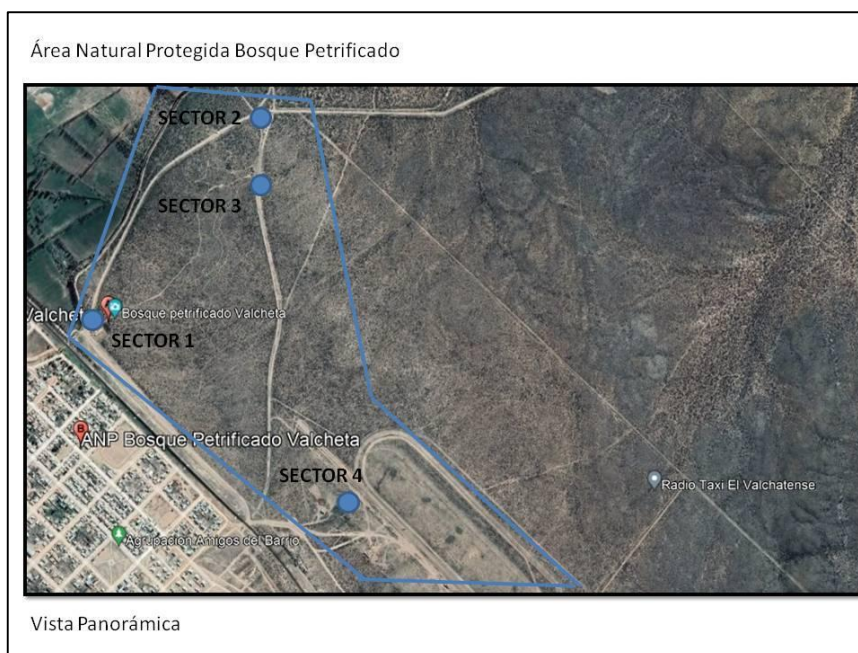 Área Natural Protegida Bosque Petrificado
SECTOR 2
SECTOR 3
Valchet
Bosque petrificado Valcheta
SECTOR 1
ANP Bosque Petrificado Valcheta
SECTOR 4
Radio Taxi El Valchatense
Agrupación Amigos del Barrio
Vista Panorámica